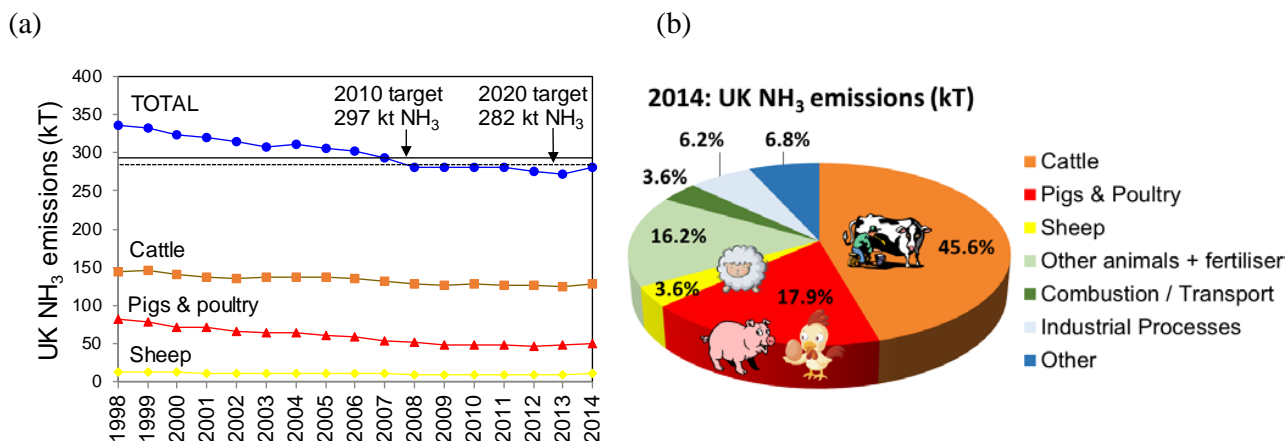 (a)
(b)
UK NH₃ emissions (kT)
400
350
300
250
200
150
100
50
0
TOTAL
2010 target
297 kt NH₃
2020 target
282 kt NH₃
Cattle
Pigs & poultry
Sheep
1998
1999
2000
2001
2002
2003
2004
2005
2006
2007
2008
2009
2010
2011
2012
2013
2014
2014: UK NH₃ emissions (kT)
6.2%
6.8%
3.6%
16.2%
45.6%
3.6%
17.9%
Cattle
Pigs & Poultry
Sheep
Other animals + fertiliser
Combustion / Transport
Industrial Processes
Other